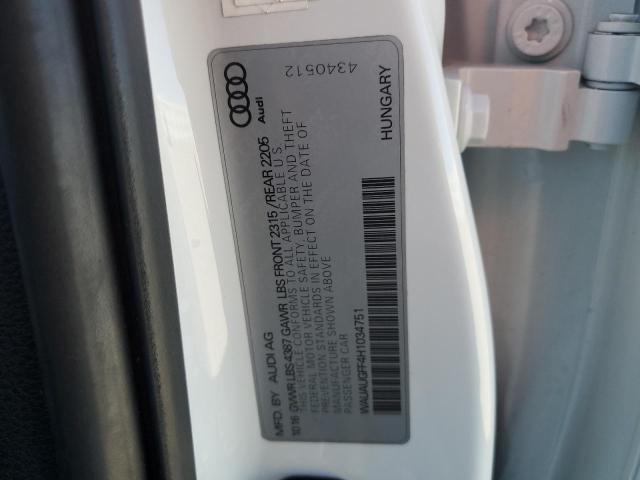 Audi
4340512
MFD. BY AUDI AG
10 16 GVWR LBS 4387 GAWR LBS FRONT 2315 / REAR 2205
THIS VEHICLE CONFORMS TO ALL APPLICABLE U.S.
FEDERAL MOTOR VEHICLE SAFETY, BUMPER AND THEFT
PREVENTION STANDARDS IN EFFECT ON THE DATE OF
MANUFACTURE SHOWN ABOVE
PASSENGER CAR
WAUAUGFF4H1034751
HUNGARY